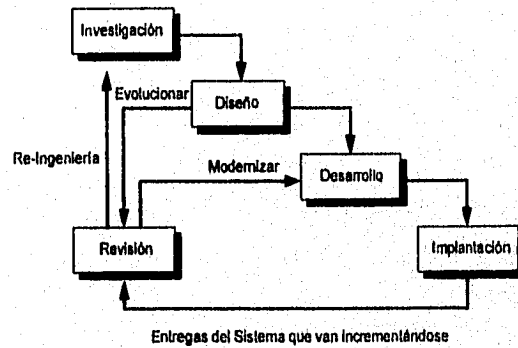 Investigación
Evolucionar
Diseño
Re-Ingeniería
Modernizar
Desarrollo
Revisión
Implantación
Entregas del Sistema que van incrementándose